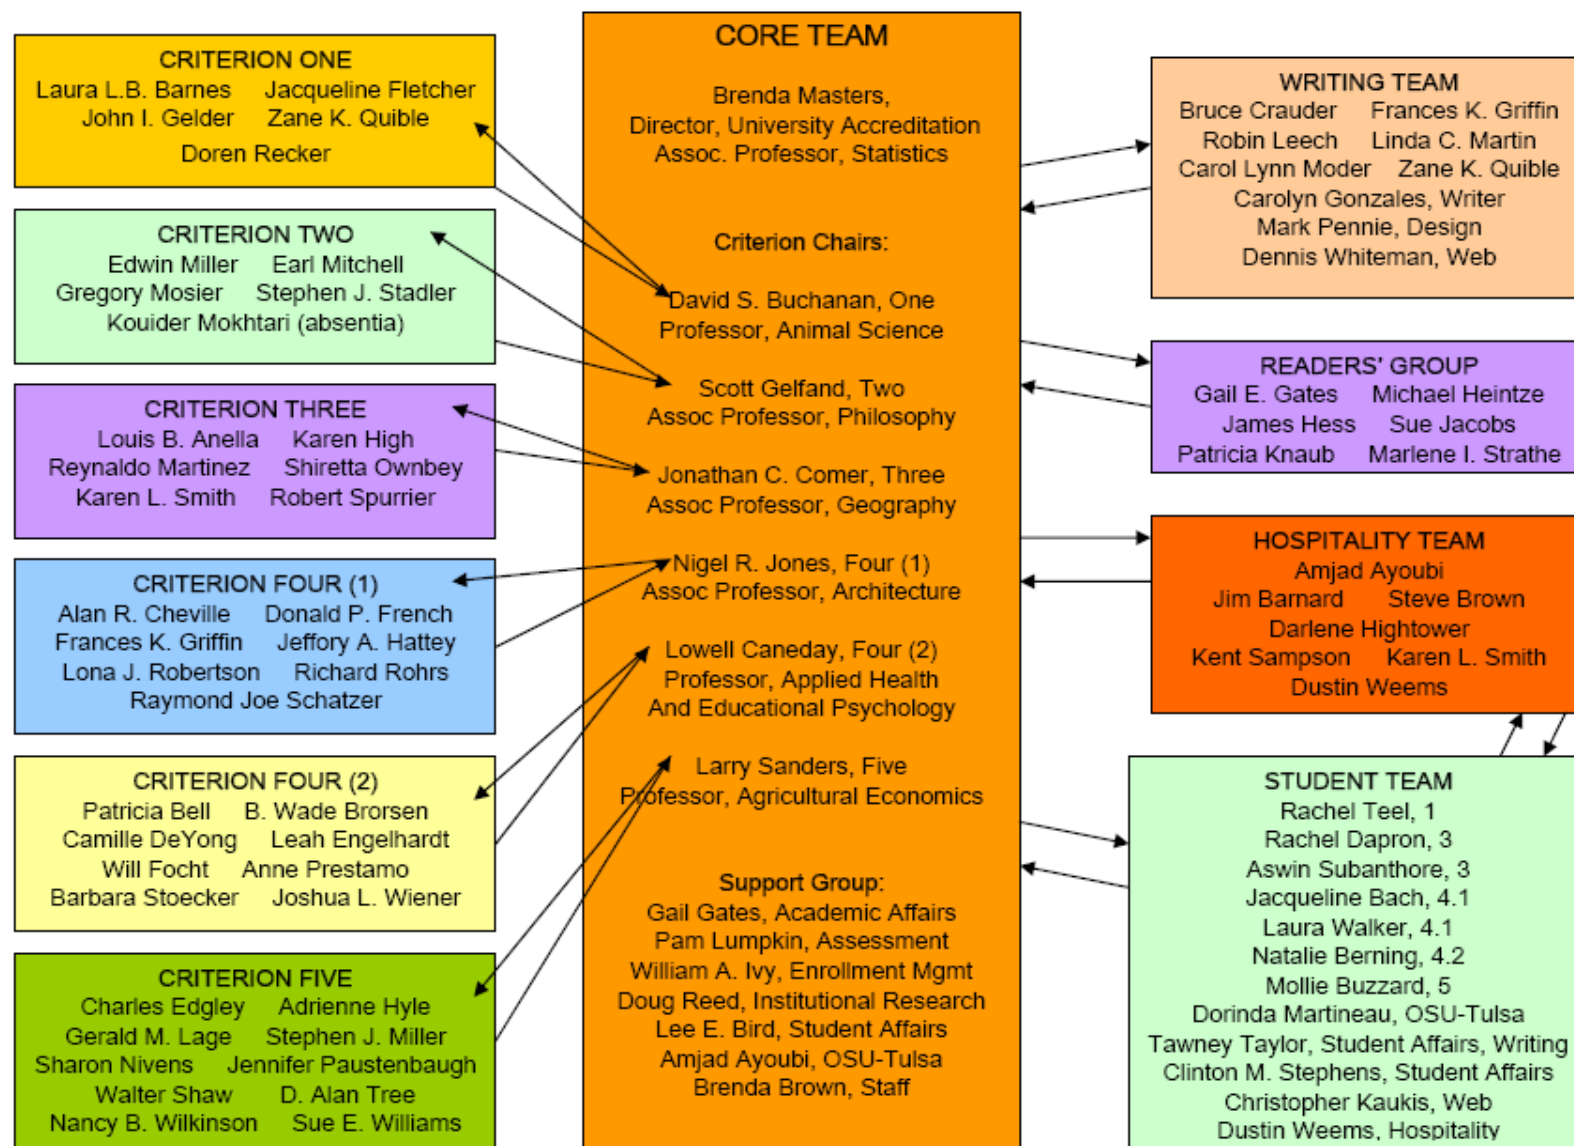 CRITERION ONE
Laura L.B. Barnes Jacqueline Fletcher
John I. Gelder Zane K. Quible
Doren Recker
CRITERION TWO
Edwin Miller Earl Mitchell
Gregory Mosier Stephen J. Stadler
Kouider Mokhtari (absentia)
CRITERION THREE
Louis B. Anella Karen High
Reynaldo Martinez Shiretta Ownbey
Karen L. Smith Robert Spurrier
CRITERION FOUR (1)
Alan R. Cheville Donald P. French
Frances K. Griffin Jeffory A. Hattey
Lona J. Robertson Richard Rohrs
Raymond Joe Schatzer
CRITERION FOUR (2)
Patricia Bell B. Wade Brorsen
Camille DeYong Leah Engelhardt
Will Focht Anne Prestamo
Barbara Stoecker Joshua L. Wiener
CRITERION FIVE
Charles Edgley Adrienne Hyle
Gerald M. Lage Stephen J. Miller
Sharon Nivens Jennifer Paustenbaugh
Walter Shaw D. Alan Tree
Nancy B. Wilkinson Sue E. Williams
CORE TEAM
Brenda Masters,
Director, University Accreditation
Assoc. Professor, Statistics
Criterion Chairs:
David S. Buchanan, One
Professor, Animal Science
Scott Gelfand, Two
Assoc Professor, Philosophy
Jonathan C. Comer, Three
Assoc Professor, Geography
Nigel R. Jones, Four (1)
Assoc Professor, Architecture
Lowell Caneday, Four (2)
Professor, Applied Health
And Educational Psychology
Larry Sanders, Five
Professor, Agricultural Economics
Support Group:
Gail Gates, Academic Affairs
Pam Lumpkin, Assessment
William A. Ivy, Enrollment Mgmt
Doug Reed, Institutional Research
Lee E. Bird, Student Affairs
Amjad Ayoubi, OSU-Tulsa
Brenda Brown, Staff
WRITING TEAM
Bruce Crauder Frances K. Griffin
Robin Leech Linda C. Martin
Carol Lynn Moder Zane K. Quible
Carolyn Gonzales, Writer
Mark Pennie, Design
Dennis Whiteman, Web
READERS' GROUP
Gail E. Gates Michael Heintze
James Hess Sue Jacobs
Patricia Knaub Marlene I. Strathe
HOSPITALITY TEAM
Amjad Ayoubi
Jim Barnard Steve Brown
Darlene Hightower
Kent Sampson Karen L. Smith
Dustin Weems
STUDENT TEAM
Rachel Teel, 1
Rachel Dapron, 3
Aswin Subanthore, 3
Jacqueline Bach, 4.1
Laura Walker, 4.1
Natalie Berning, 4.2
Mollie Buzzard, 5
Dorinda Martineau, OSU-Tulsa
Tawney Taylor, Student Affairs, Writing
Clinton M. Stephens, Student Affairs
Christopher Kaukis, Web
Dustin Weems, Hospitality